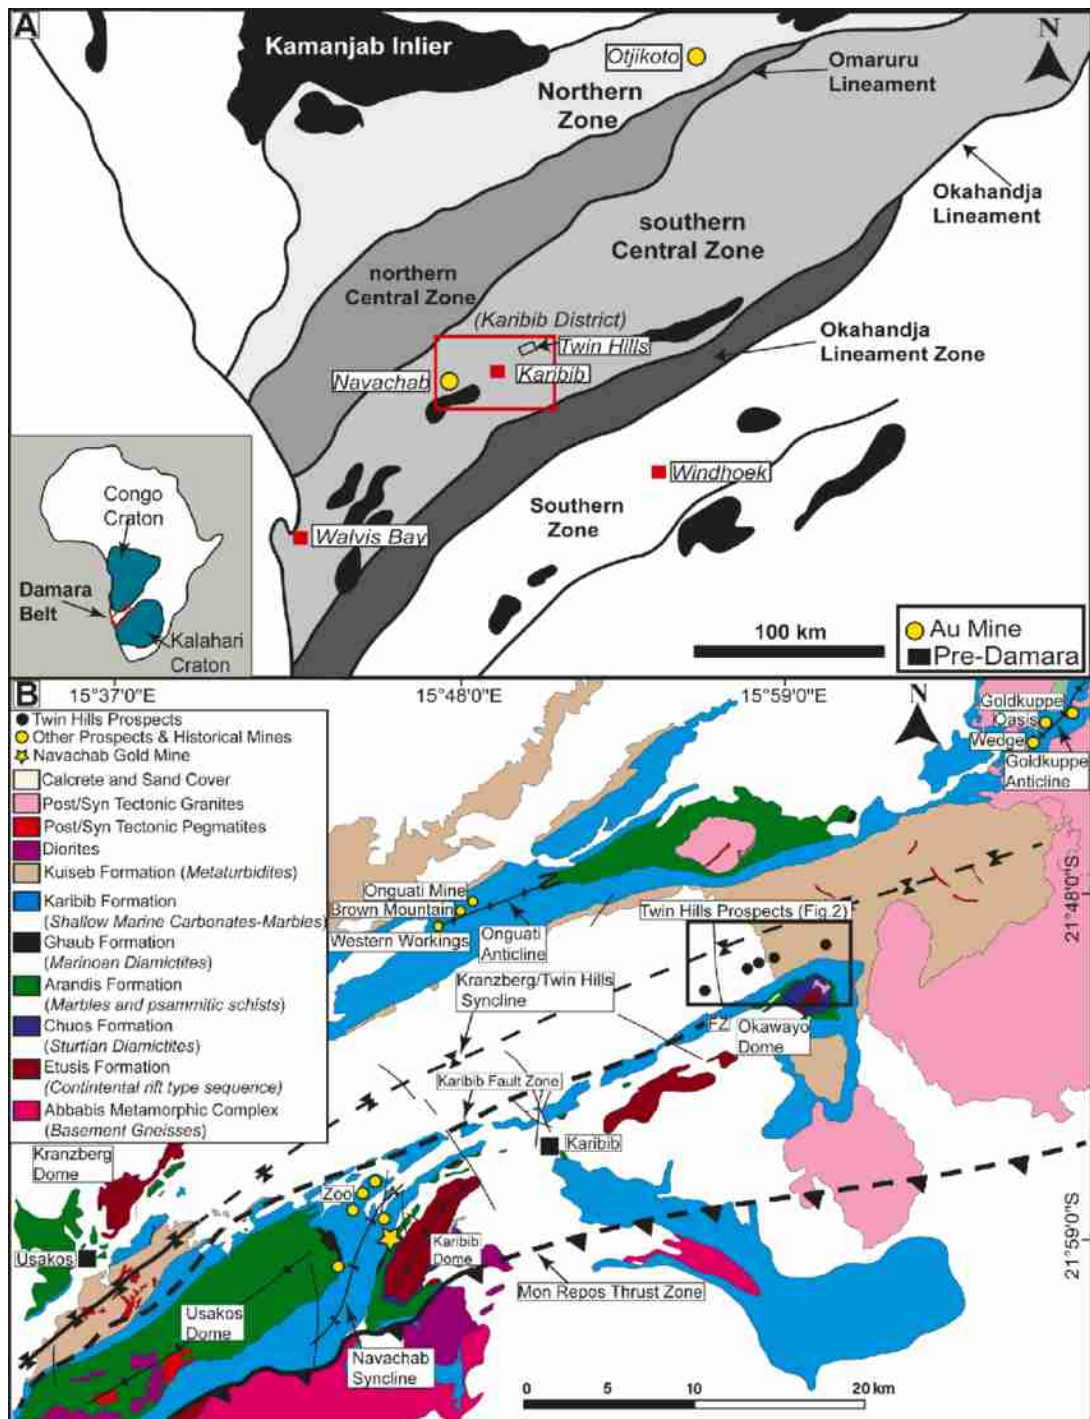 A
Kamanjab Inlier
Otjikoto
N
Omaruru
Lineament
Northern
Zone
Okahandja
Lineament
southern
Central Zone
northern
Central Zone
(Karibib District)
Twin Hills
Okahandja
Lineament Zone
Navachab
Karibib
Windhoek
Southern
Zone
Walvis Bay
Congo
Craton
Damara
Belt
Kalahari
Craton
100 km
Au Mine
Pre-Damara
B
15°37'0"E
15°48'0"E
15°59'0"E
N
Twin Hills Prospects
Other Prospects & Historical Mines
Navachab Gold Mine
Calcrete and Sand Cover
Post/Syn Tectonic Granites
Post/Syn Tectonic Pegmatites
Diorites
Kuiseb Formation (Metaturbidites)
Karibib Formation
(Shallow Marine Carbonates-Marbles)
Ghaub Formation
(Marinoan Diamictites)
Arandis Formation
(Marbles and psammitic schists)
Chuos Formation
(Sturtian Diamictites)
Etusis Formation
(Contintental rift type sequence)
Abbabis Metamorphic Complex
(Basement Gneisses)
Goldkuppe
Oasis
Wedge
Goldkuppe
Anticline
Onguati Mine
Brown Mountain
Western Workings
Onguati
Anticline
Twin Hills Prospects (Fig.2)
21°48'0"S
Kranzberg/Twin Hills
Syncline
FZ
Okawayo
Dome
Karibib Fault Zone
Karibib
Kranzberg
Dome
Zoo
Usakos
Karibib
Dome
21°59'0"S
Mon Repos Thrust Zone
Usakos
Dome
Navachab
Syncline
0 5 10 20 km